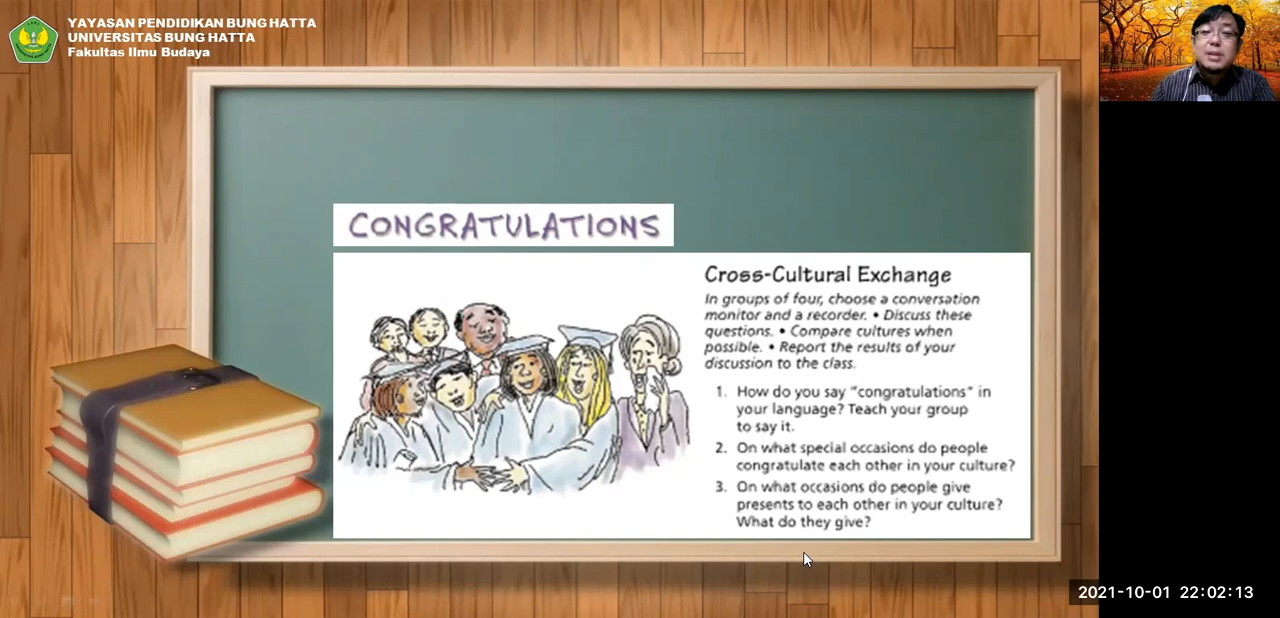 YAYASAN PENDIDIKAN BUNG HATTA
UNIVERSITAS BUNG HATTA
Fakultas Ilmu Budaya
CONGRATULATIONS
Cross-Cultural Exchange
In groups of four, choose a conversation
monitor and a recorder. • Discuss these
questions. • Compare cultures when
possible. • Report the results of your
discussion to the class.
1. How do you say "congratulations" in
your language? Teach your group
to say it.
2. On what special occasions do people
congratulate each other in your culture?
3. On what occasions do people give
presents to each other in your culture?
What do they give?
2021-10-01 22:02:13